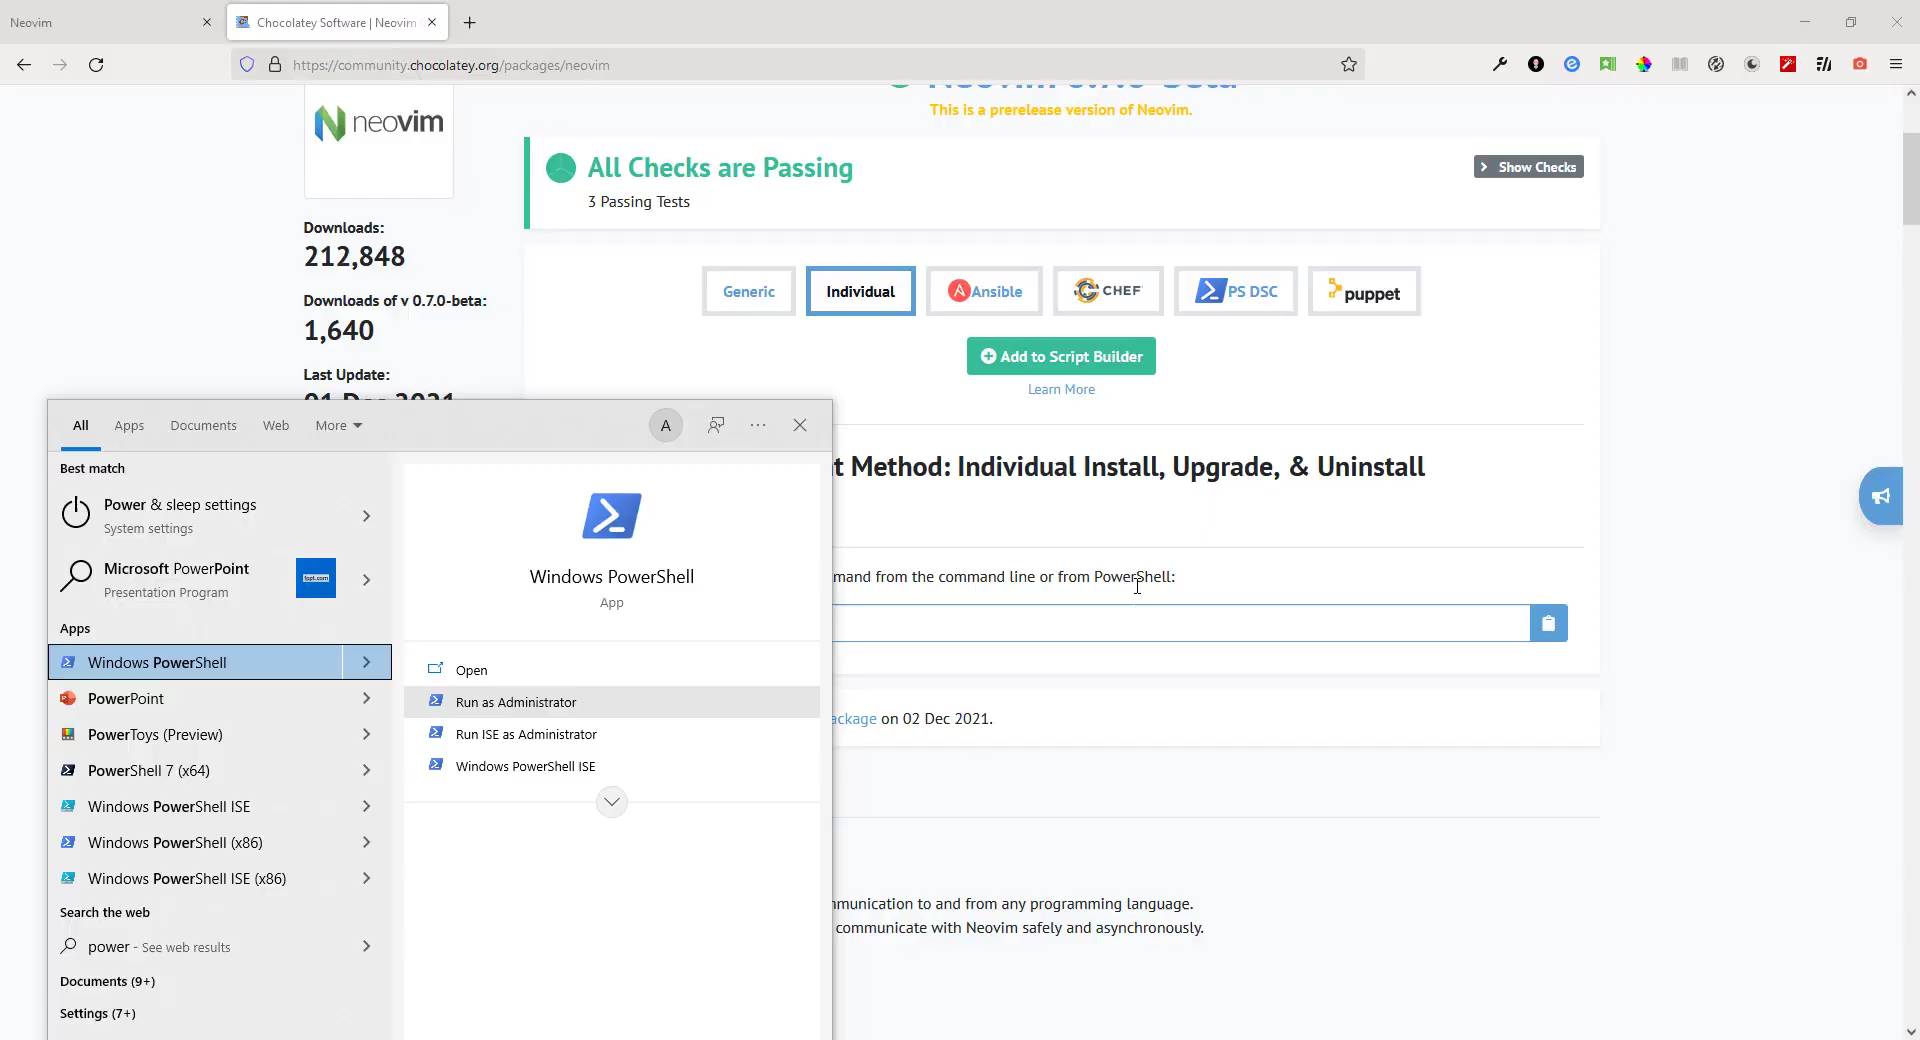 Neovim
Chocolatey Software | Neovim
https://community.chocolatey.org/packages/neovim
neovim
This is a prerelease version of Neovim.
All Checks are Passing
3 Passing Tests
Show Checks
Downloads:
212,848
Downloads of v 0.7.0-beta:
1,640
Last Update:
Generic
Individual
Ansible
CHEF
PS DSC
puppet
Add to Script Builder
Learn More
t Method: Individual Install, Upgrade, & Uninstall
mand from the command line or from PowerShell:
ackage on 02 Dec 2021.
mmunication to and from any programming language.
communicate with Neovim safely and asynchronously.
All
Apps
Documents
Web
More
A
Best match
Power & sleep settings
System settings
Microsoft PowerPoint
Presentation Program
fppt.com
Apps
Windows PowerShell
PowerPoint
PowerToys (Preview)
PowerShell 7 (x64)
Windows PowerShell ISE
Windows PowerShell (x86)
Windows PowerShell ISE (x86)
Search the web
power - See web results
Documents (9+)
Settings (7+)
Windows PowerShell
App
Open
Run as Administrator
Run ISE as Administrator
Windows PowerShell ISE